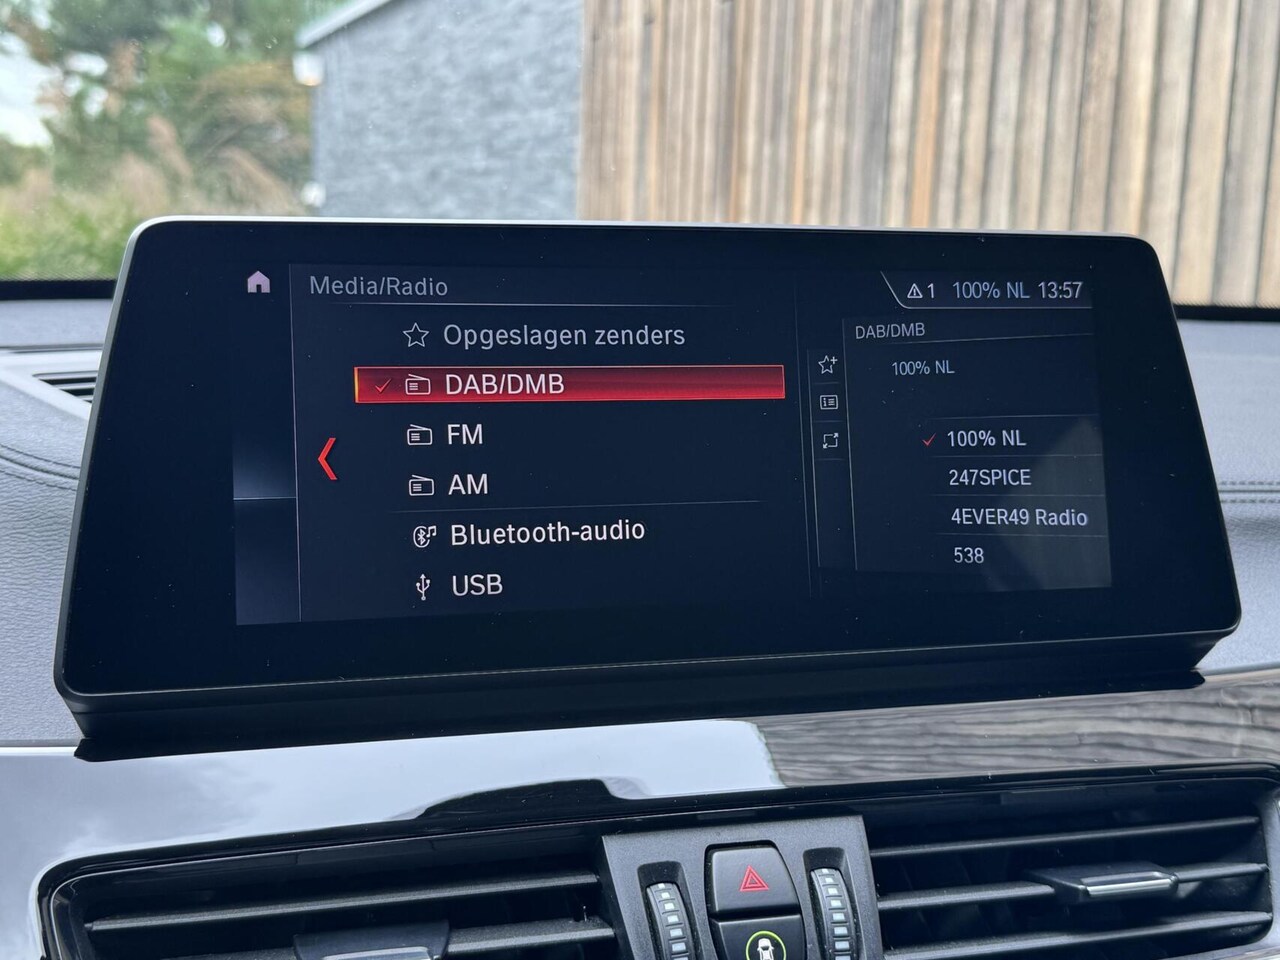 Media/Radio
Opgeslagen zenders
DAB/DMB
FM
AM
Bluetooth-audio
USB
1 100% NL 13:57
DAB/DMB
100% NL
100% NL
247SPICE
4EVER49 Radio
538